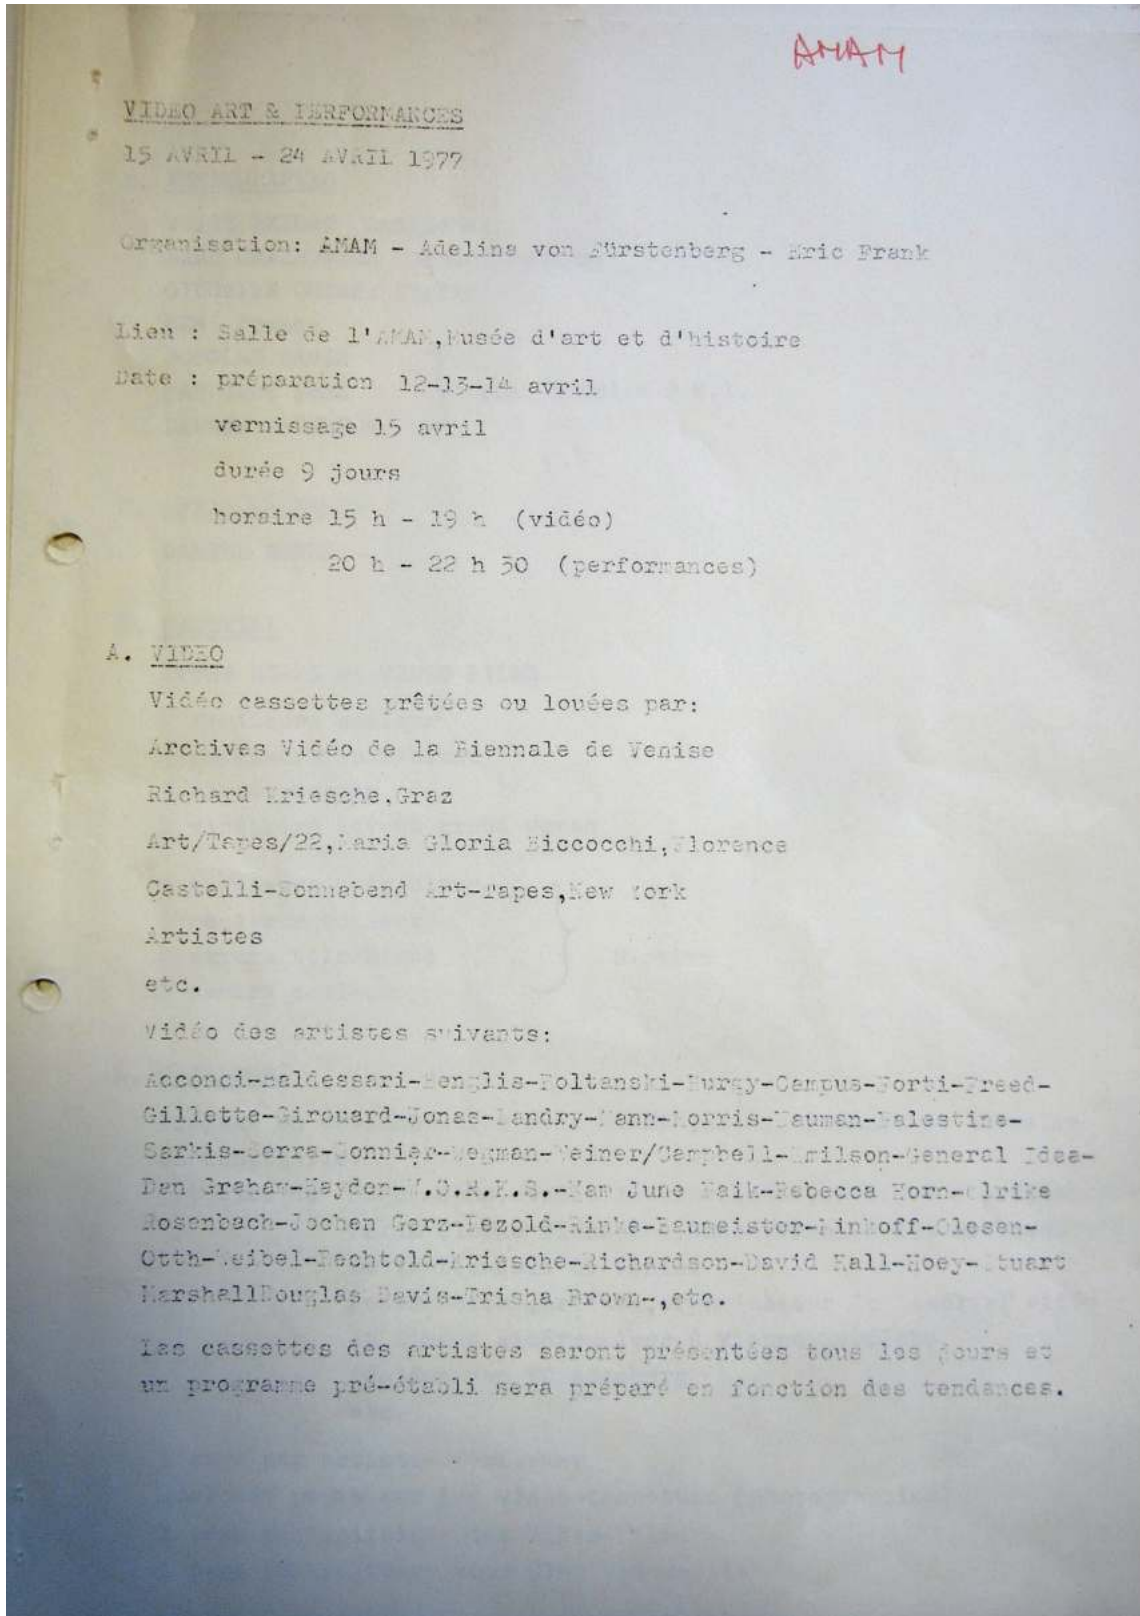 AMAM
VIDEO ART & PERFORMANCES
15 AVRIL - 24 AVRIL 1977
Organisation: AMAM - Adelina von Fürstenberg - Eric Frank
Lieu : Salle de l'AMAM,Musée d'art et d'histoire
Date : préparation 12-13-14 avril
vernissage 15 avril
durée 9 jours
horaire 15 h - 19 h (vidéo)
20 h - 22 h 30 (performances)
A. VIDEO
Vidéo cassettes prêtées ou louées par:
Archives Vidéo de la Biennale de Venise
Richard Kriesche,Graz
Art/Tapes/22,Maria Gloria Biccocchi,Florence
Castelli-Sonnabend Art-Tapes,New York
Artistes
etc.
Vidéo des artistes suivants:
Acconci-Baldessari-Benglis-Boltanski-Burgy-Campus-Forti-Freed-
Gillette-Girouard-Jonas-Landry-Mann-Morris-Nauman-Palestine-
Sarkis-Serra-Sonnier-Wegman-Weiner/Campbell-Emilson-General Idea-
Dan Graham-Hayden-W.O.R.K.S.-Nam June Paik-Rebecca Horn-Ulrike
Rosenbach-Jochen Gerz-Pezold-Rinke-Baumeister-Minkoff-Olesen-
Otth-Weibel-Bechtold-Kriesche-Richardson-David Hall-Hoey-Stuart
MarshallDouglas Davis-Trisha Brown-,etc.
Les cassettes des artistes seront présentées tous les jours et
un programme pré-établi sera préparé en fonction des tendances.